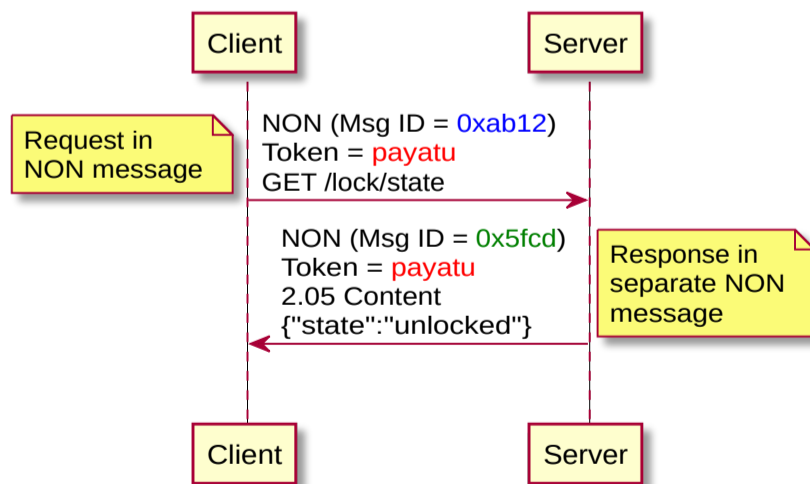 Client
Server
Request in
NON message
NON (Msg ID = 0xab12)
Token = payatu
GET /lock/state
NON (Msg ID = 0x5fcd)
Token = payatu
2.05 Content
{"state":"unlocked"}
Response in
separate NON
message
Client
Server